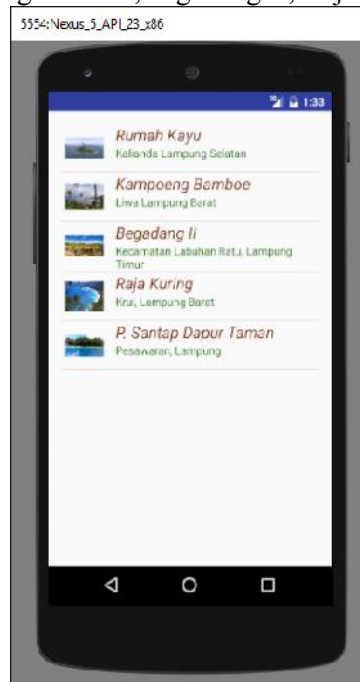 5554:Nexus_5_API_23_x86
1:33
Rumah Kayu
Kalianda Lampung Selatan
Kampoeng Bamboe
Liwa Lampung Barat
Begadang II
Kecamatan Labuhan Ratu, Lampung
Timur
Raja Kuring
Krui, Lampung Barat
P. Santap Dapur Taman
Pesawaran, Lampung